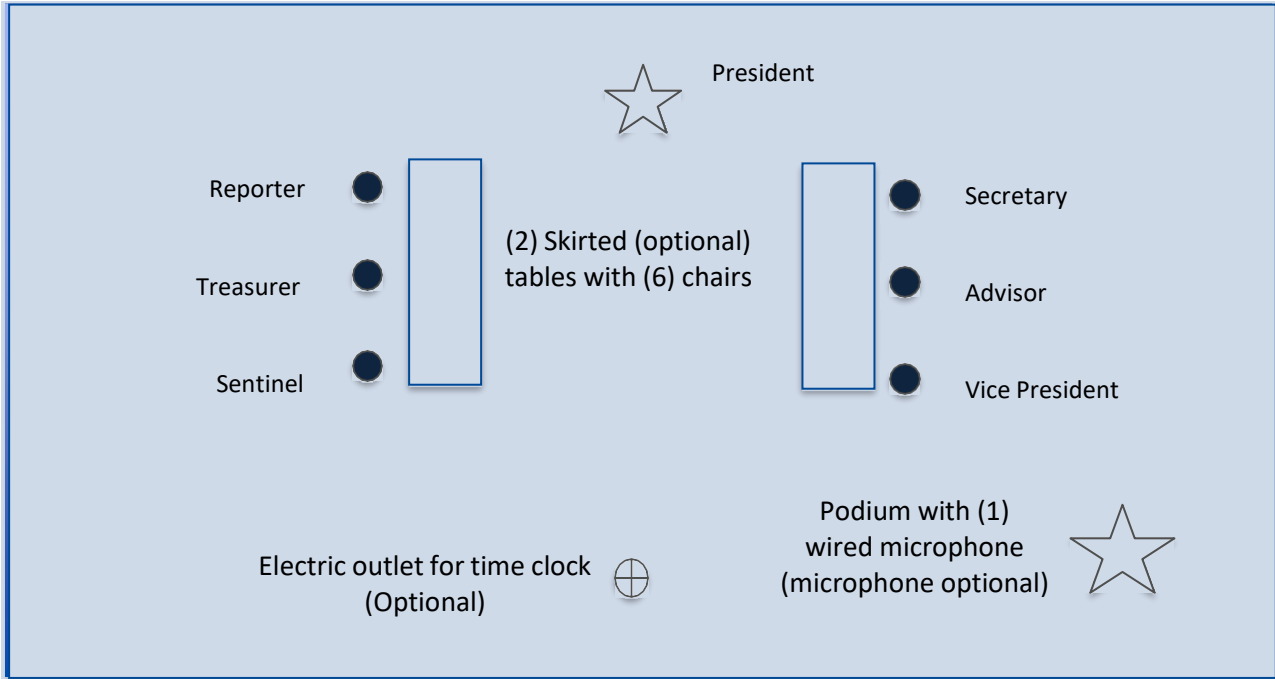 President
Reporter
Secretary
(2) Skirted (optional)
tables with (6) chairs
Treasurer
Advisor
Sentinel
Vice President
Podium with (1)
wired microphone
(microphone optional)
Electric outlet for time clock
(Optional)